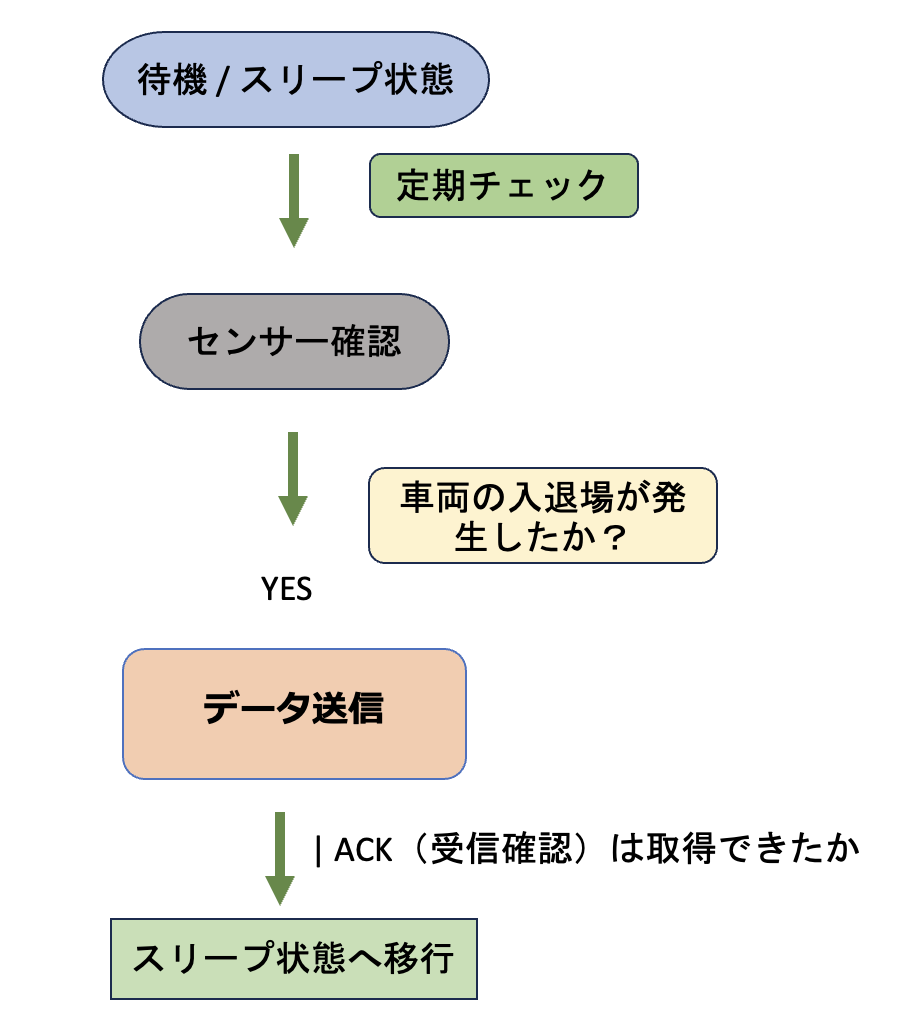 待機 / スリープ状態
定期チェック
センサー確認
車両の入退場が発
生したか？
YES
データ送信
| ACK（受信確認）は取得できたか
スリープ状態へ移行